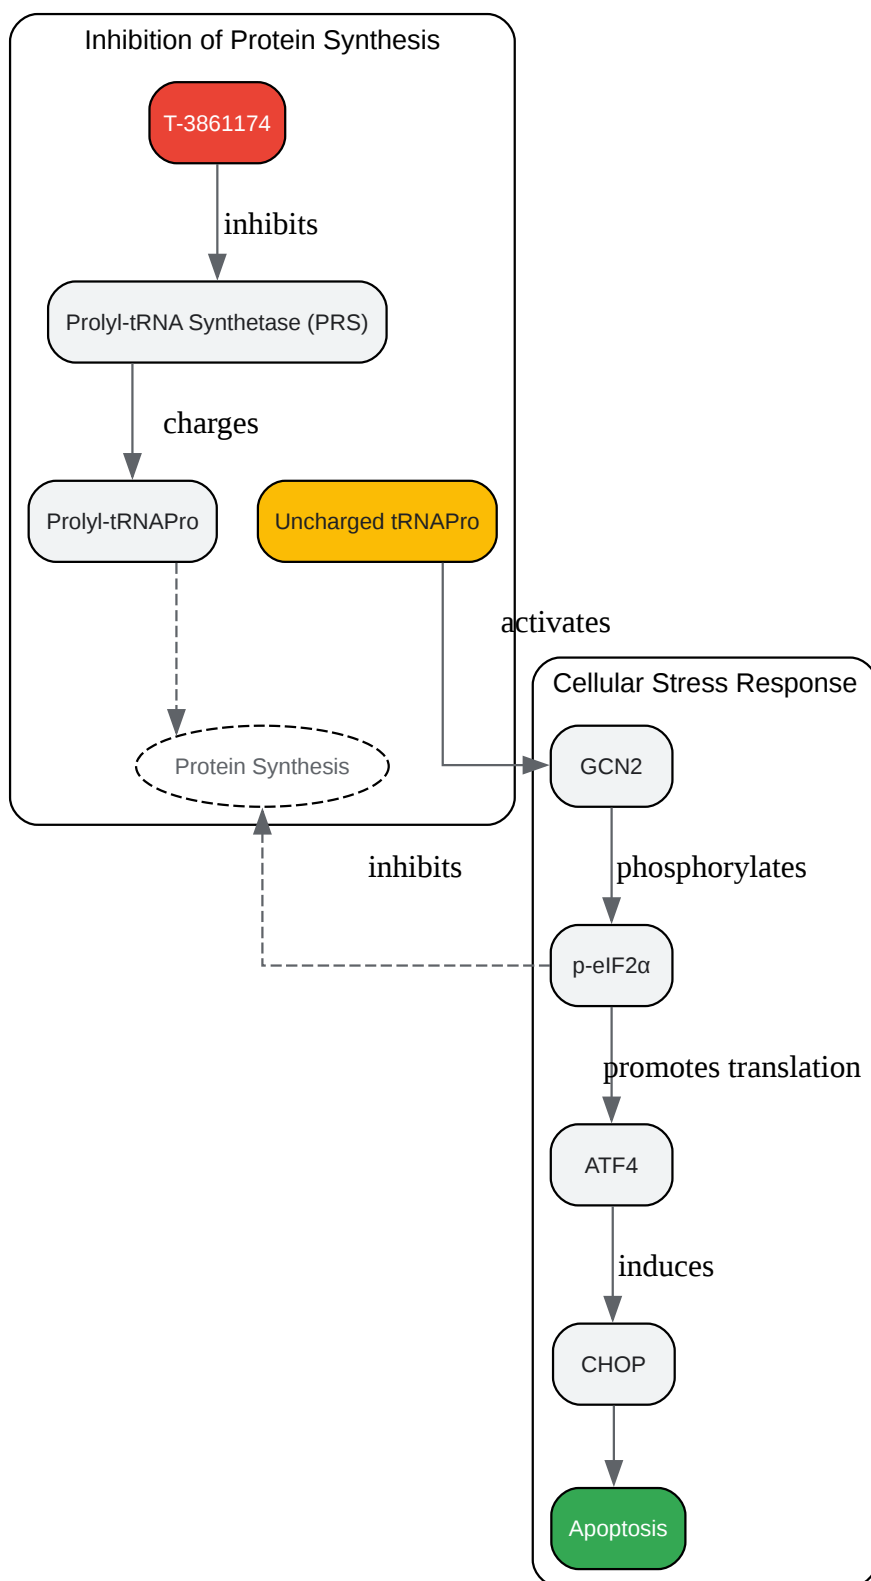 Inhibition of Protein Synthesis
T-3861174
inhibits
Prolyl-tRNA Synthetase (PRS)
charges
Prolyl-tRNAPro
Uncharged tRNAPro
activates
Cellular Stress Response
Protein Synthesis
GCN2
inhibits
phosphorylates
p-eIF2α
promotes translation
ATF4
induces
CHOP
Apoptosis